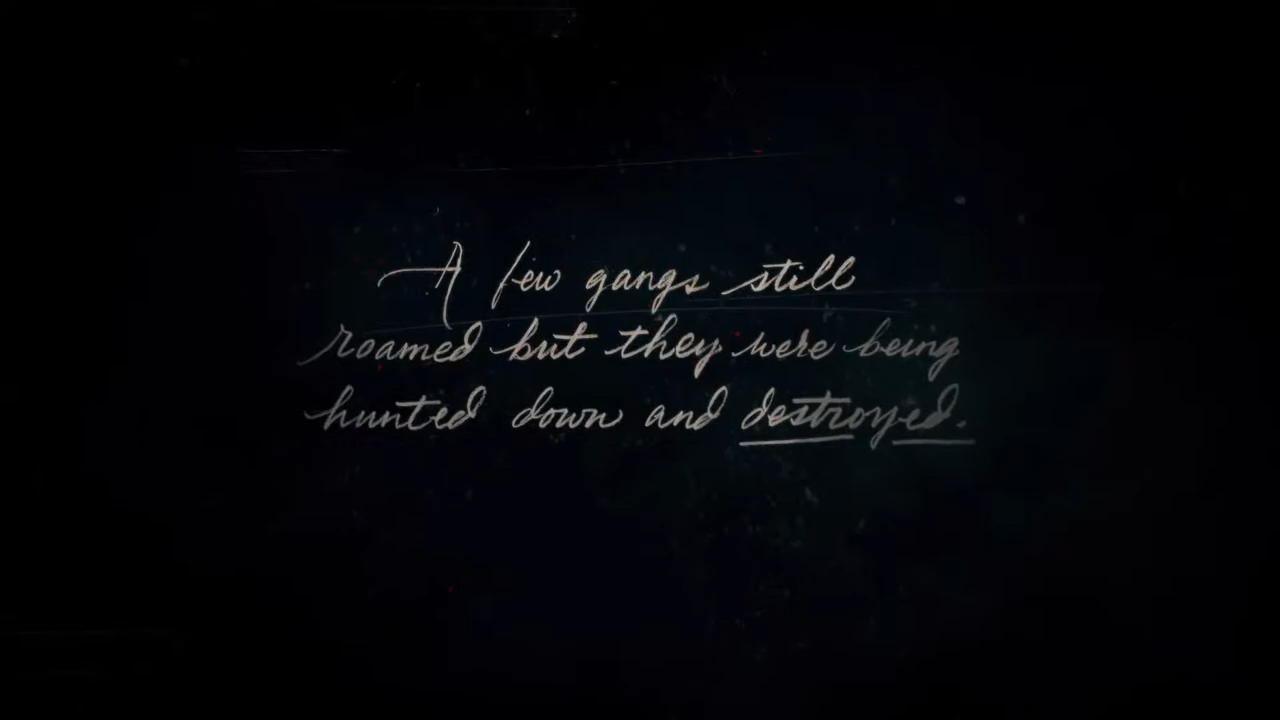 A few gangs still
roamed but they were being
hunted down and destroyed.